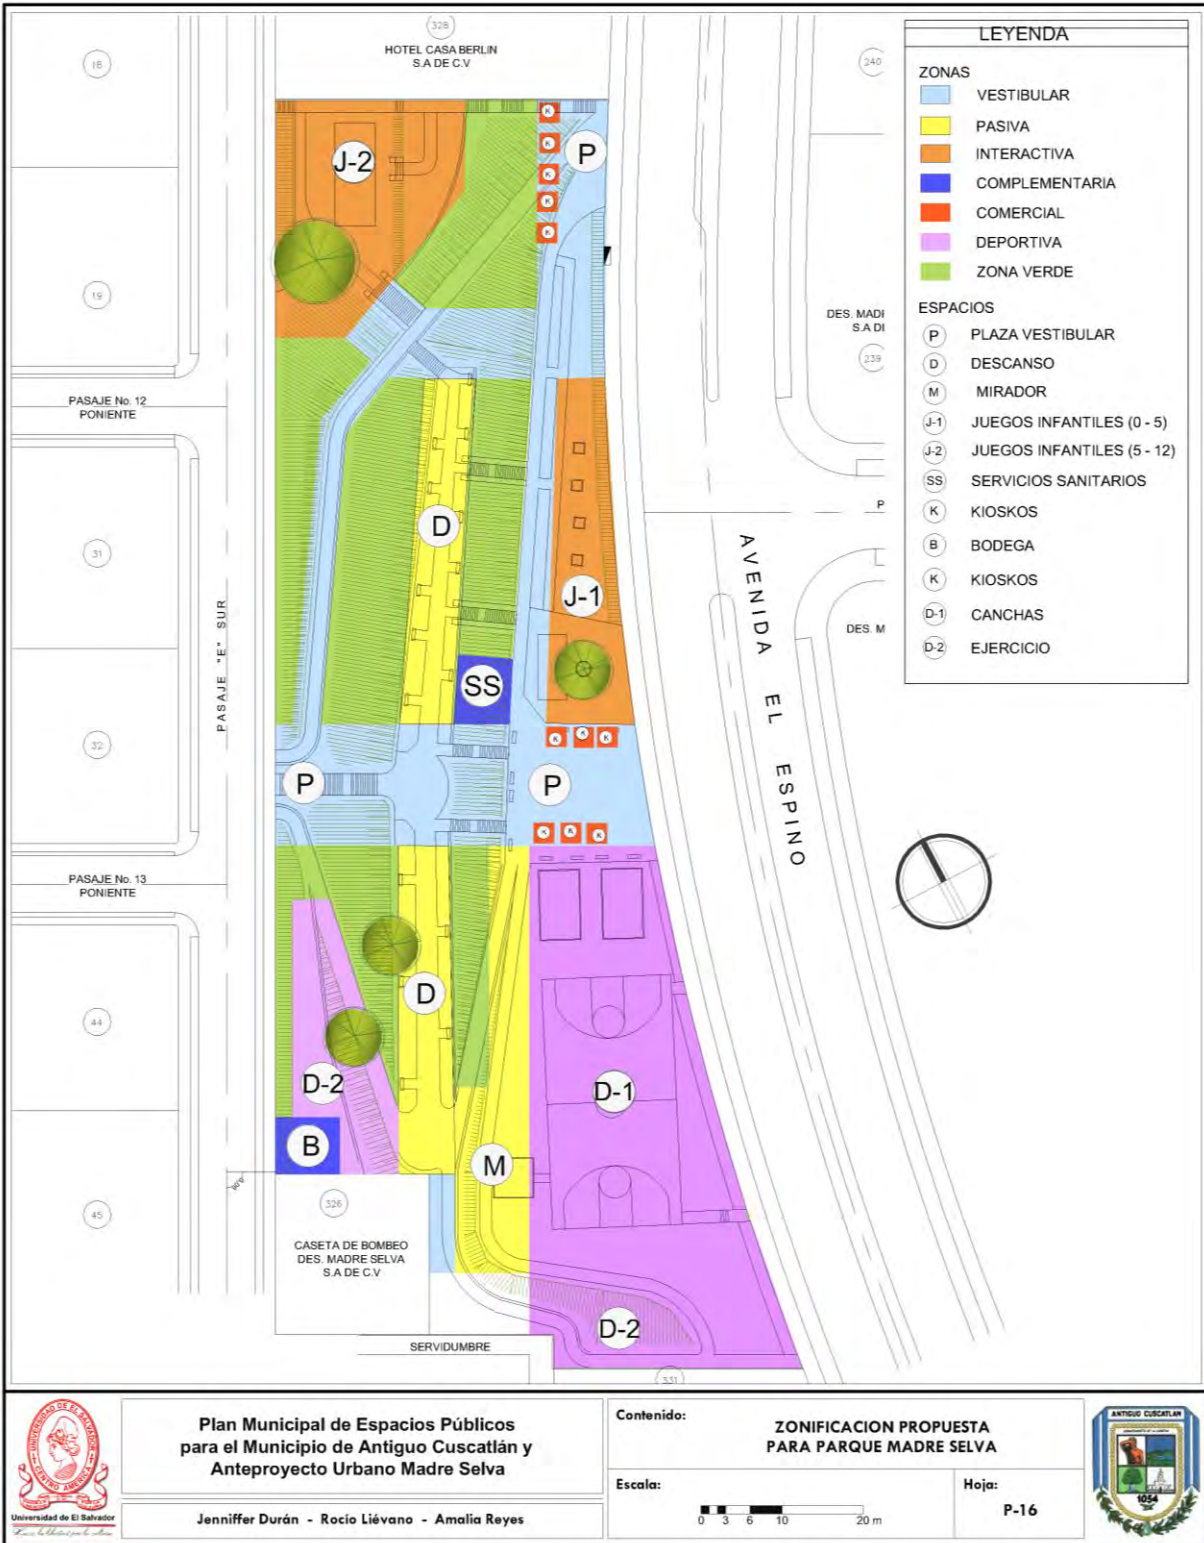 328
HOTEL CASA BERLIN
S.A DE C.V
18
240
J-2
K
K
K
K
K
P
19
DES. MADI
S.A DI
239
PASAJE No. 12
PONIENTE
D
31
P
J-1
AVENIDA EL ESPINO
PASAJE "E" SUR
DES. M
SS
32
K
K
K
P
P
K
K
K
PASAJE No. 13
PONIENTE
D
44
D-2
D-1
B
M
45
326
CASETA DE BOMBEO
DES. MADRE SELVA
S.A DE C.V
D-2
SERVIDUMBRE
331
LEYENDA
ZONAS
VESTIBULAR
PASIVA
INTERACTIVA
COMPLEMENTARIA
COMERCIAL
DEPORTIVA
ZONA VERDE
ESPACIOS
P PLAZA VESTIBULAR
D DESCANSO
M MIRADOR
J-1 JUEGOS INFANTILES (0 - 5)
J-2 JUEGOS INFANTILES (5 - 12)
SS SERVICIOS SANITARIOS
K KIOSKOS
B BODEGA
K KIOSKOS
D-1 CANCHAS
D-2 EJERCICIO
UNIVERSIDAD DE EL SALVADOR
CENTRO AMERICA
Universidad de El Salvador
Plan Municipal de Espacios Públicos
para el Municipio de Antiguo Cuscatlán y
Anteproyecto Urbano Madre Selva
Jenniffer Durán - Rocío Liévano - Amalia Reyes
Contenido:
ZONIFICACION PROPUESTA
PARA PARQUE MADRE SELVA
Escala:
0 3 6 10 20 m
Hoja:
P-16
ANTIGUO CUSCATLAN
1054